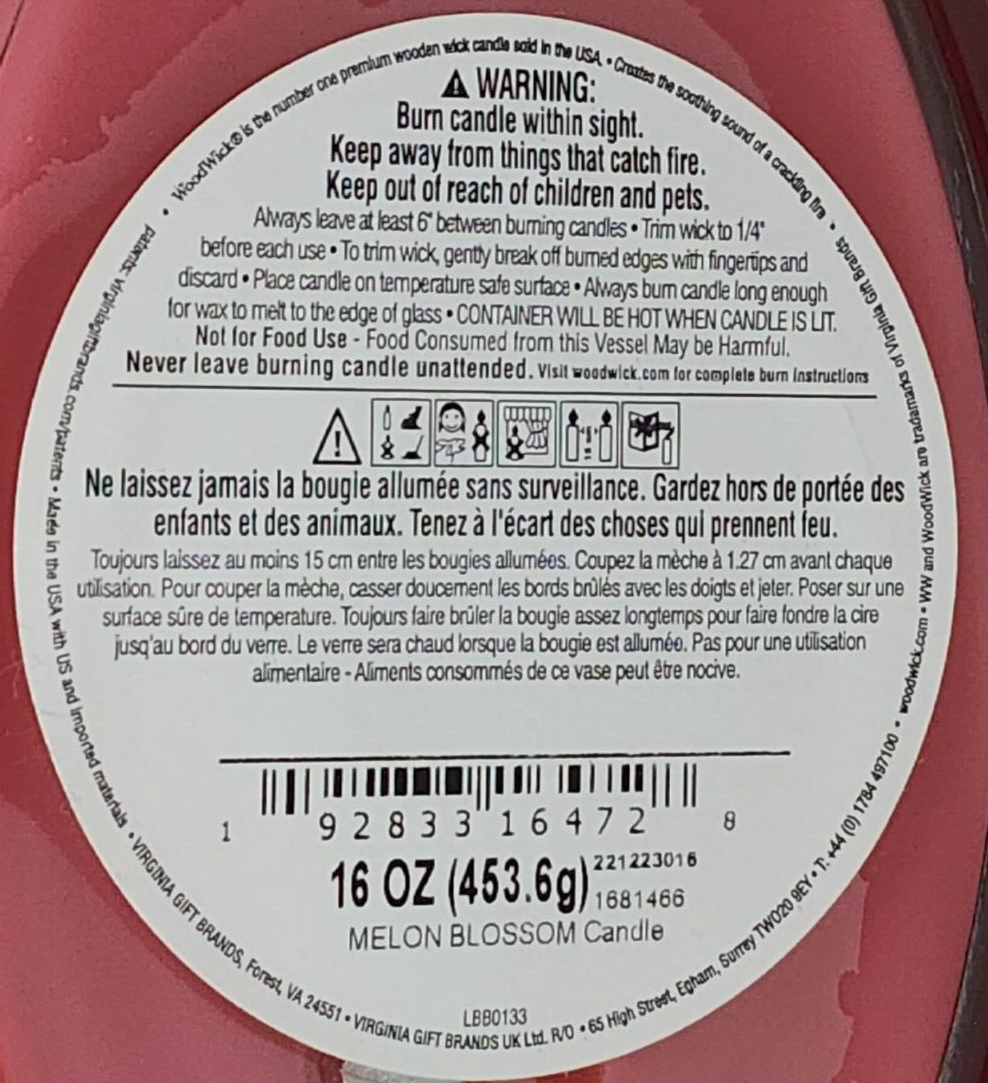 WoodWick® is the number one premium wooden wick candle sold in the USA. • Creates the soothing sound of a crackling fire •
woodwick.com • WW and WoodWick are trademarks of Virginia Gift Brands.
patents: virginiagiftbrands.com/patents • Made in the USA with US and imported materials • VIRGINIA GIFT BRANDS, Forest, VA 24551 • VIRGINIA GIFT BRANDS UK Ltd. R/O • 65 High Street, Egham, Surrey TWO20 9EY • T: +44 (0) 1784 497100 •
⚠ WARNING:
Burn candle within sight.
Keep away from things that catch fire.
Keep out of reach of children and pets.
Always leave at least 6" between burning candles • Trim wick to 1/4"
before each use • To trim wick, gently break off burned edges with fingertips and
discard • Place candle on temperature safe surface • Always burn candle long enough
for wax to melt to the edge of glass • CONTAINER WILL BE HOT WHEN CANDLE IS LIT.
Not for Food Use - Food Consumed from this Vessel May be Harmful.
Never leave burning candle unattended. Visit woodwick.com for complete burn instructions
Ne laissez jamais la bougie allumée sans surveillance. Gardez hors de portée des
enfants et des animaux. Tenez à l'écart des choses qui prennent feu.
Toujours laissez au moins 15 cm entre les bougies allumées. Coupez la mèche à 1.27 cm avant chaque
utilisation. Pour couper la mèche, casser doucement les bords brûlés avec les doigts et jeter. Poser sur une
surface sûre de temperature. Toujours faire brûler la bougie assez longtemps pour faire fondre la cire
jusq'au bord du verre. Le verre sera chaud lorsque la bougie est allumée. Pas pour une utilisation
alimentaire - Aliments consommés de ce vase peut être nocive.
1 92833 16472 8
16 OZ (453.6g) 221223016
1681466
MELON BLOSSOM Candle
LBB0133